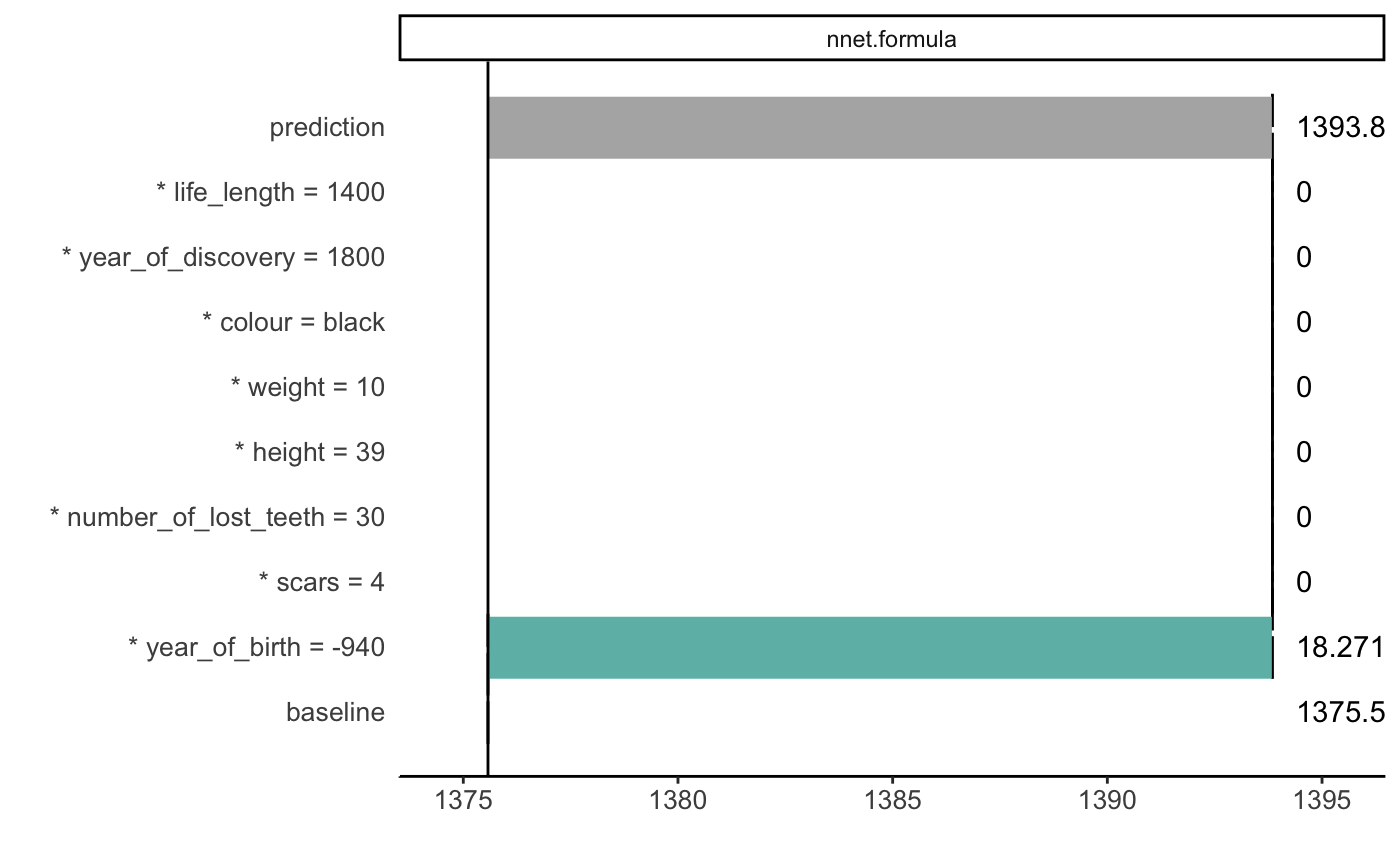 nnet.formula
prediction 1393.8
* life_length = 1400 0
* year_of_discovery = 1800 0
* colour = black 0
* weight = 10 0
* height = 39 0
* number_of_lost_teeth = 30 0
* scars = 4 0
* year_of_birth = -940 18.271
baseline 1375.5
1375 1380 1385 1390 1395